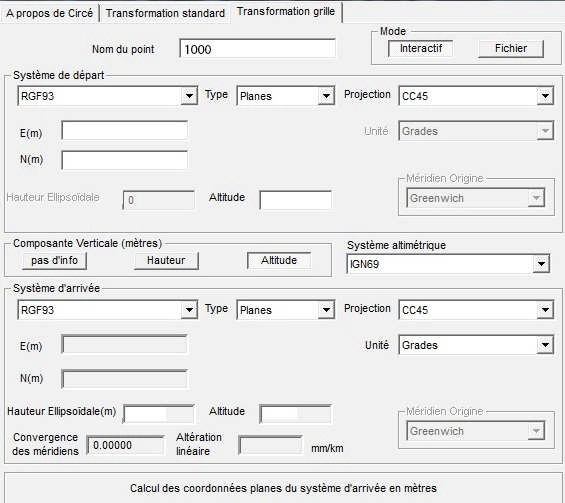 A propos de Circé Transformation standard Transformation grille
Nom du point 1000
Mode
Interactif Fichier
Système de départ
RGF93 Type Planes Projection CC45
E(m) Unité Grades
N(m)
Méridien Origine
Hauteur Ellipsoïdale 0 Altitude Greenwich
Composante Verticale (mètres) Système altimétrique
pas d'info Hauteur Altitude IGN69
Système d'arrivée
RGF93 Type Planes Projection CC45
E(m) Unité Grades
N(m)
Hauteur Ellipsoïdale(m) Altitude Méridien Origine
Greenwich
Convergence des méridiens 0.00000 Altération linéaire mm/km
Calcul des coordonnées planes du système d'arrivée en mètres